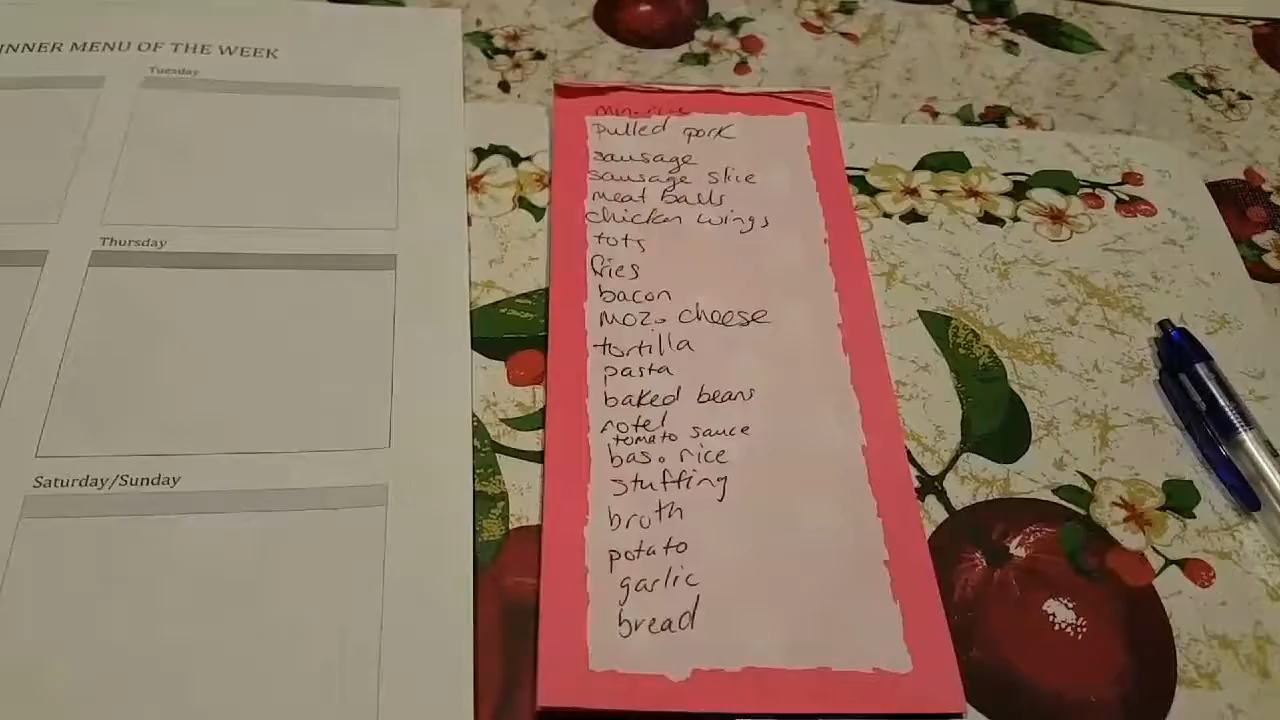 INNER MENU OF THE WEEK
Tuesday
Thursday
Saturday/Sunday
pulled pork
sausage
sausage slice
meat balls
chicken wings
tots
fries
bacon
moz. cheese
tortilla
pasta
baked beans
rotel
tomato sauce
bas. rice
stuffing
broth
potato
garlic
bread